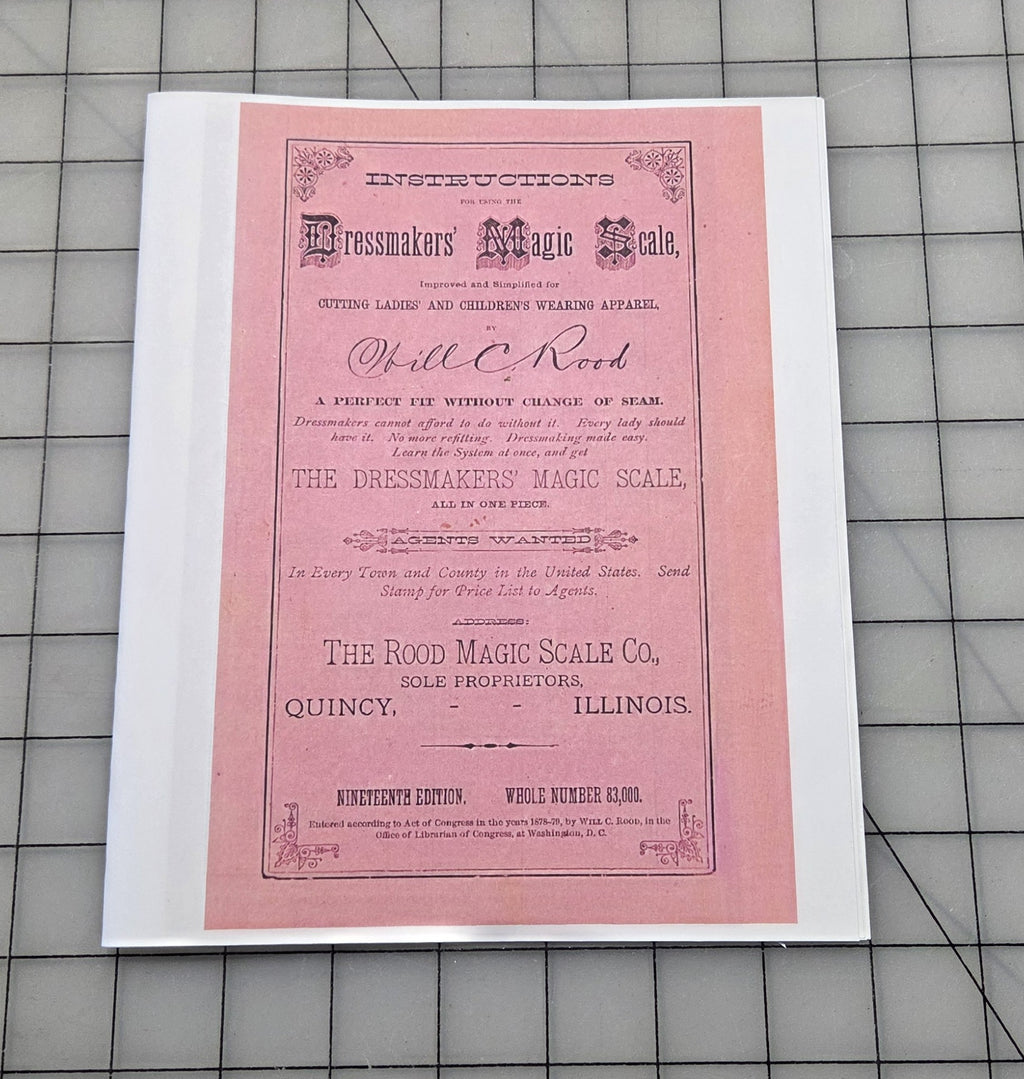 INSTRUCTIONS
FOR USING THE
Dressmakers' Magic Scale,
Improved and Simplified for
CUTTING LADIES' AND CHILDREN'S WEARING APPAREL,
BY
Will C. Rood
A PERFECT FIT WITHOUT CHANGE OF SEAM.
Dressmakers cannot afford to do without it. Every lady should
have it. No more refitting. Dressmaking made easy.
Learn the System at once, and get
THE DRESSMAKERS' MAGIC SCALE,
ALL IN ONE PIECE.
AGENTS WANTED
In Every Town and County in the United States. Send
Stamp for Price List to Agents.
ADDRESS:
THE ROOD MAGIC SCALE CO.,
SOLE PROPRIETORS,
QUINCY, - - ILLINOIS.
NINETEENTH EDITION. WHOLE NUMBER 83,000.
Entered according to Act of Congress in the years 1878-79, by WILL C. ROOD, in the
Office of Librarian of Congress, at Washington, D. C.